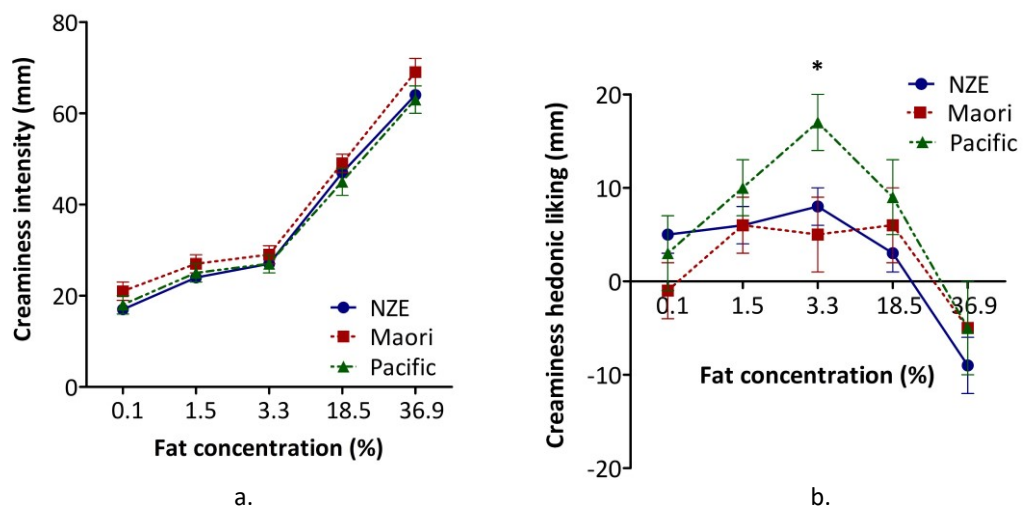 80
60
40
20
0
Creaminess intensity (mm)
NZE
Maori
Pacific
0.1 1.5 3.3 18.5 36.9
Fat concentration (%)
a.
*
NZE
Maori
Pacific
20
10
0
-10
-20
Creaminess hedonic liking (mm)
0.1 1.5 3.3 18.5 36.9
Fat concentration (%)
b.